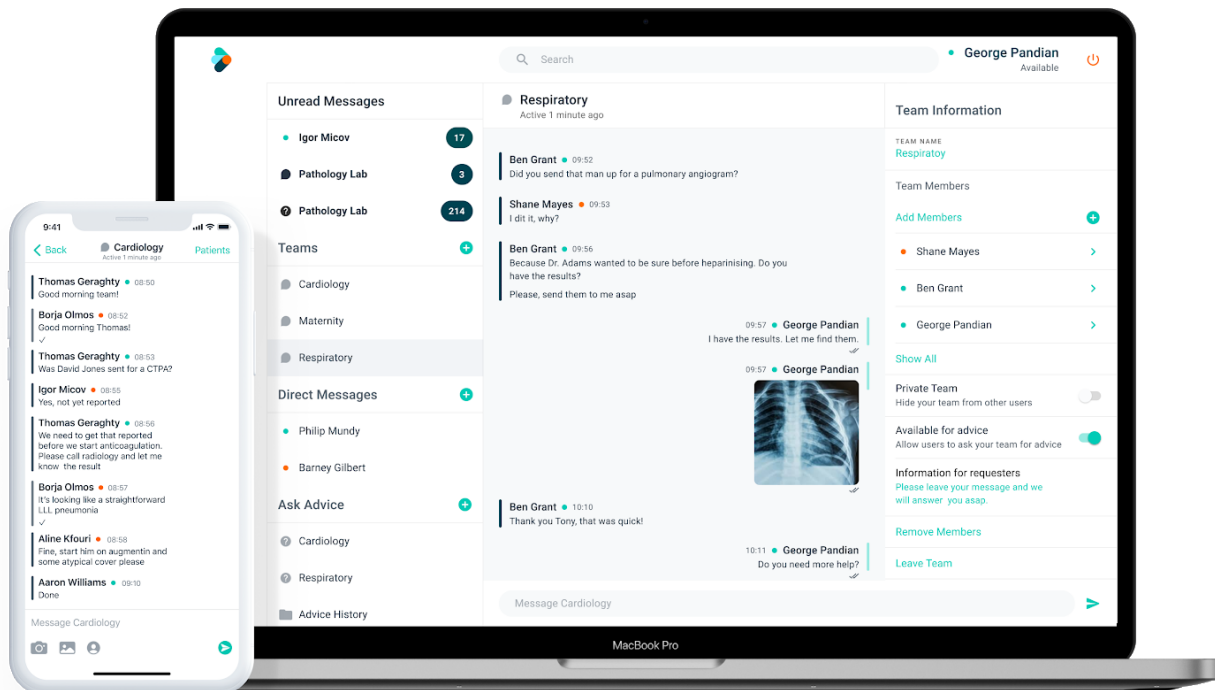 Search
George Pandian
Available
Unread Messages
Igor Micov
17
Pathology Lab
3
Pathology Lab
214
Teams
Cardiology
Maternity
Respiratory
Direct Messages
Philip Mundy
Barney Gilbert
Ask Advice
Cardiology
Respiratory
Advice History
Respiratory
Active 1 minute ago
Ben Grant 09:52
Did you send that man up for a pulmonary angiogram?
Shane Mayes 09:53
I dit it, why?
Ben Grant 09:56
Because Dr. Adams wanted to be sure before heparinising. Do you
have the results?
Please, send them to me asap
09:57 George Pandian
I have the results. Let me find them.
09:57 George Pandian
Ben Grant 10:10
Thank you Tony, that was quick!
10:11 George Pandian
Do you need more help?
Message Cardiology
Team Information
TEAM NAME
Respiratoy
Team Members
Add Members
Shane Mayes
Ben Grant
George Pandian
Show All
Private Team
Hide your team from other users
Available for advice
Allow users to ask your team for advice
Information for requesters
Please leave your message and we
will answer you asap.
Remove Members
Leave Team
MacBook Pro
9:41
Back
Cardiology
Active 1 minute ago
Patients
Thomas Geraghty 08:50
Good morning team!
Borja Olmos 08:52
Good morning Thomas!
Thomas Geraghty 08:53
Was David Jones sent for a CTPA?
Igor Micov 08:55
Yes, not yet reported
Thomas Geraghty 08:56
We need to get that reported
before we start anticoagulation.
Please call radiology and let me
know the result
Borja Olmos 08:57
It's looking like a straightforward
LLL pneumonia
Aline Kfouri 08:58
Fine, start him on augmentin and
some atypical cover please
Aaron Williams 09:10
Done
Message Cardiology